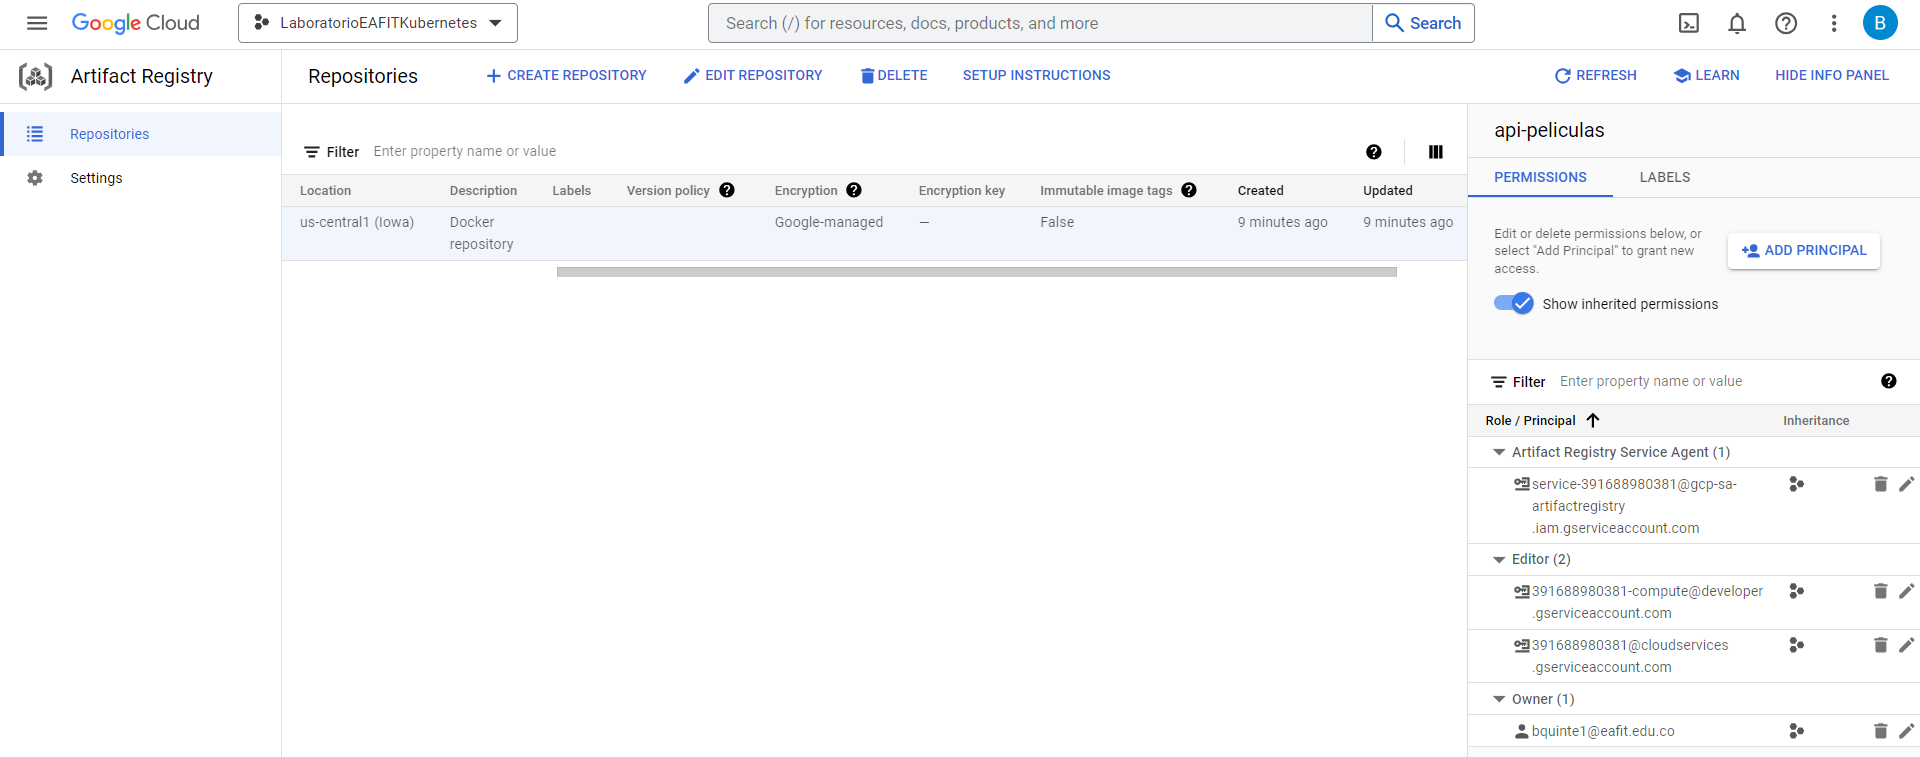 Google Cloud
LaboratorioEAFITKubernetes
Search (/) for resources, docs, products, and more
Search
B
Artifact Registry
Repositories
CREATE REPOSITORY
EDIT REPOSITORY
DELETE
SETUP INSTRUCTIONS
REFRESH
LEARN
HIDE INFO PANEL
Repositories
Settings
Filter Enter property name or value
Location Description Labels Version policy Encryption Encryption key Immutable image tags Created Updated
us-central1 (Iowa) Docker Google-managed — False 9 minutes ago 9 minutes ago
repository
api-peliculas
PERMISSIONS LABELS
Edit or delete permissions below, or
select "Add Principal" to grant new
access.
ADD PRINCIPAL
Show inherited permissions
Filter Enter property name or value
Role / Principal Inheritance
Artifact Registry Service Agent (1)
service-391688980381@gcp-sa-
artifactregistry
.iam.gserviceaccount.com
Editor (2)
391688980381-compute@developer
.gserviceaccount.com
391688980381@cloudservices
.gserviceaccount.com
Owner (1)
bquinte1@eafit.edu.co